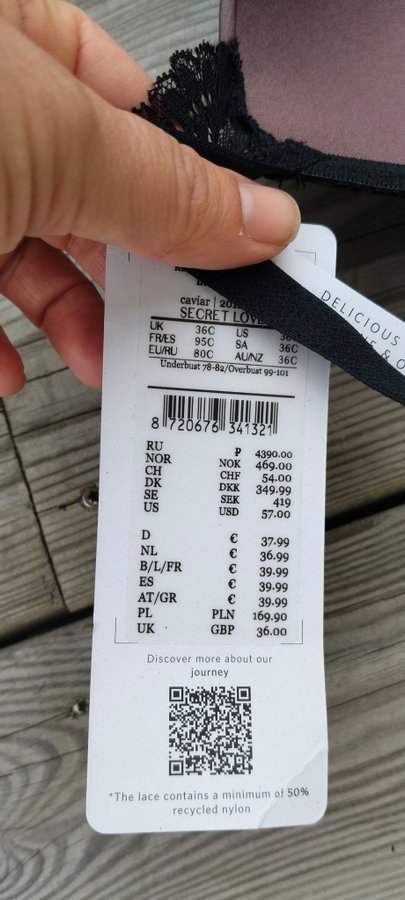 caviar | 201
SECRET LOVE
UK 36C US 36C
FR/ES 95C SA 36C
EU/RU 80C AU/NZ 36C
Underbust 78-82/Overbust 99-101
8 720676 341321
RU ₽ 4390.00
NOR NOK 469.00
CH CHF 54.00
DK DKK 349.99
SE SEK 419
US USD 57.00
D € 37.99
NL € 36.99
B/L/FR € 39.99
ES € 39.99
AT/GR € 39.99
PL PLN 169.90
UK GBP 36.00
Discover more about our
journey
*The lace contains a minimum of 50%
recycled nylon
DELICIOUS
& O